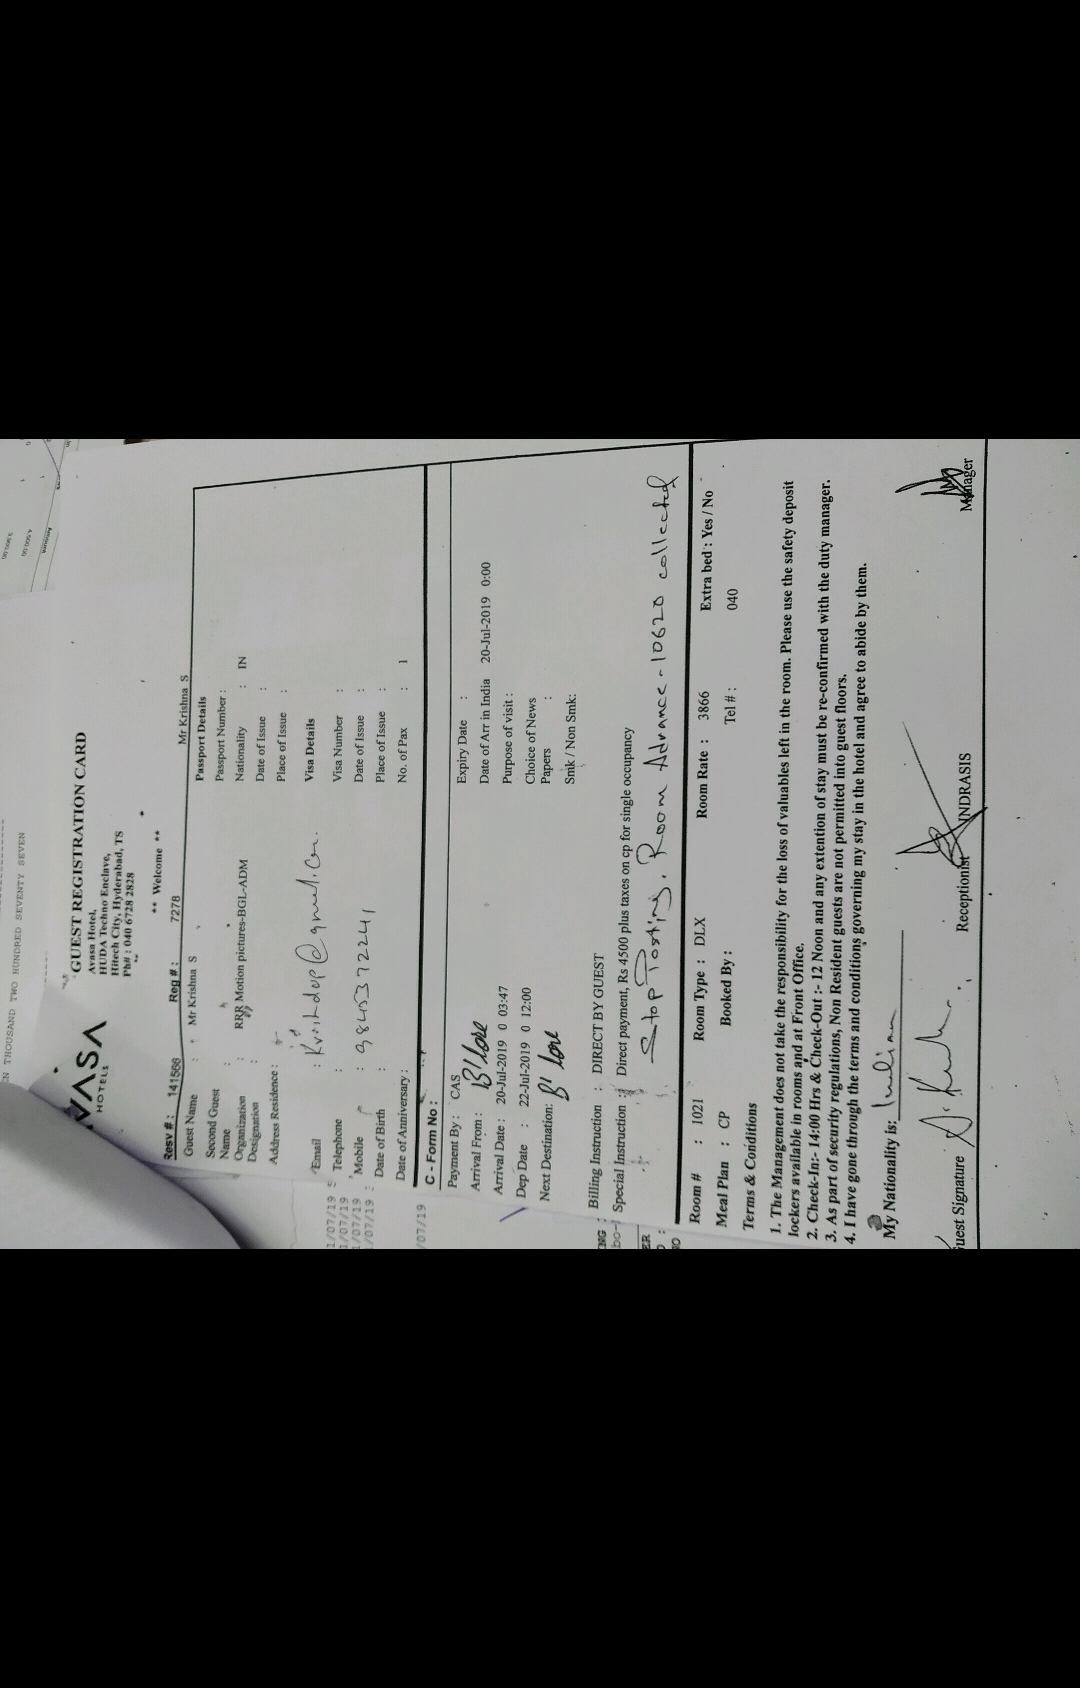 THOUSAND TWO HUNDRED SEVENTY SEVEN
AVASA
HOTELS
GUEST REGISTRATION CARD
Avasa Hotel,
HUDA Techno Enclave,
Hitech City, Hyderabad, TS
Ph# : 040 6728 2828
** Welcome **
Resv # : 141566 Reg # : 7278
Guest Name : Mr Krishna S Mr Krishna S
Second Guest Name :
Organization : RRR Motion pictures-BGL-ADM
Designation :
Address Residence :
Passport Details
Passport Number :
Nationality : IN
Date of Issue :
Place of Issue :
Email :
Telephone :
Mobile : 9845372241
Date of Birth :
Date of Anniversary :
Visa Details
Visa Number :
Date of Issue :
Place of Issue :
No. of Pax : 1
C - Form No :
Payment By : CAS
Arrival From : B'lore
Arrival Date : 20-Jul-2019 0 03:47
Dep Date : 22-Jul-2019 0 12:00
Next Destination: B'lore
Expiry Date :
Date of Arr in India 20-Jul-2019 0:00
Purpose of visit :
Choice of News Papers :
Smk / Non Smk:
Billing Instruction : DIRECT BY GUEST
Special Instruction : Direct payment, Rs 4500 plus taxes on cp for single occupancy
Stop Posting, Room Advance - 10620 collected
Room # : 1021 Room Type : DLX Room Rate : 3866 Extra bed : Yes / No
Meal Plan : CP Booked By : Tel # : 040
Terms & Conditions
1. The Management does not take the responsibility for the loss of valuables left in the room. Please use the safety deposit
lockers available in rooms and at Front Office.
2. Check-In:- 14:00 Hrs & Check-Out :- 12 Noon and any extention of stay must be re-confirmed with the duty manager.
3. As part of security regulations, Non Resident guests are not permitted into guest floors.
4. I have gone through the terms and conditions governing my stay in the hotel and agree to abide by them.
My Nationality is: Indian
Guest Signature Receptionist INDRASIS Manager